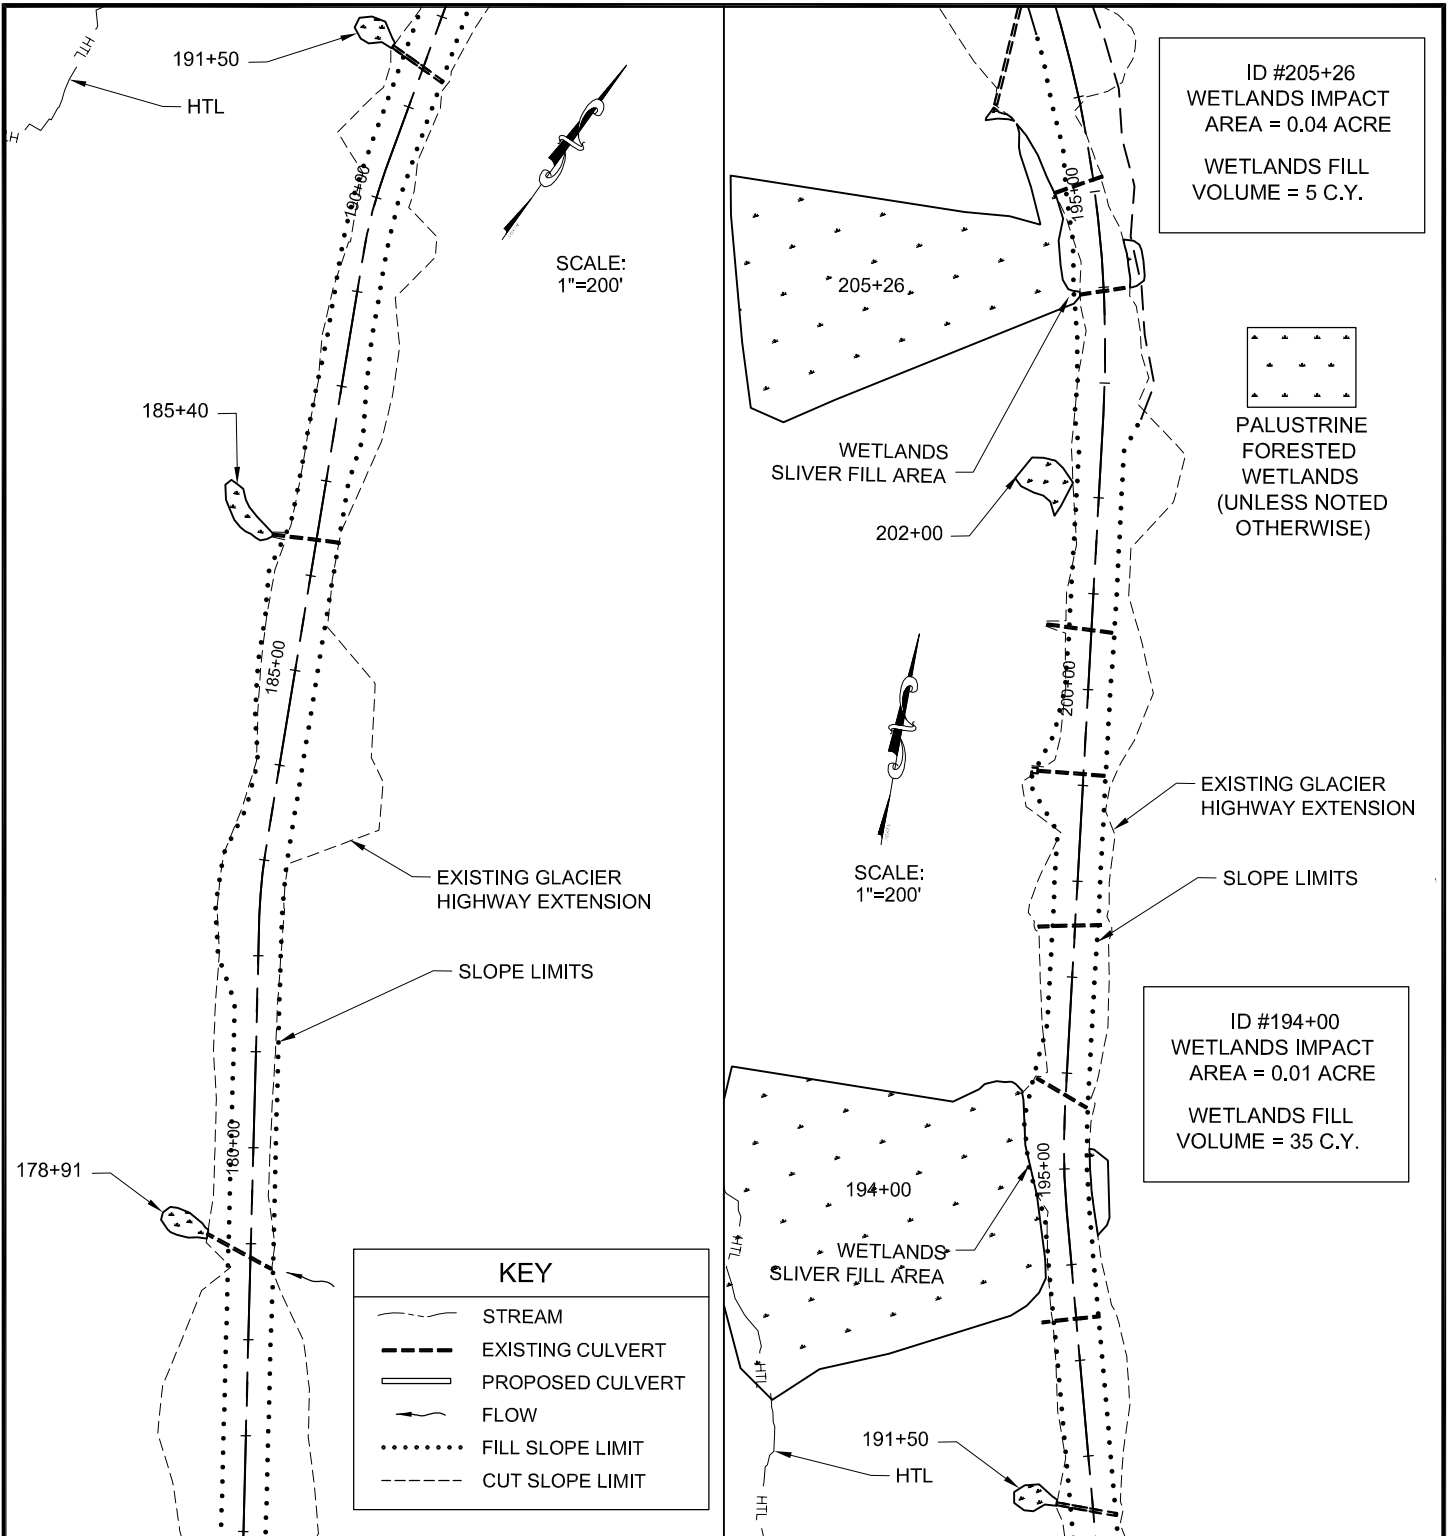 191+50
HTL
HTL
HT
190+00
SCALE:
1"=200'
185+40
185+00
EXISTING GLACIER
HIGHWAY EXTENSION
SLOPE LIMITS
180+00
178+91
KEY
STREAM
EXISTING CULVERT
PROPOSED CULVERT
FLOW
FILL SLOPE LIMIT
CUT SLOPE LIMIT
ID #205+26
WETLANDS IMPACT
AREA = 0.04 ACRE
WETLANDS FILL
VOLUME = 5 C.Y.
195+00
205+26
WETLANDS
SLIVER FILL AREA
202+00
PALUSTRINE
FORESTED
WETLANDS
(UNLESS NOTED
OTHERWISE)
200+00
SCALE:
1"=200'
EXISTING GLACIER
HIGHWAY EXTENSION
SLOPE LIMITS
ID #194+00
WETLANDS IMPACT
AREA = 0.01 ACRE
WETLANDS FILL
VOLUME = 35 C.Y.
195+00
194+00
HTL
WETLANDS
SLIVER FILL AREA
HTL
191+50
HTL
HTL